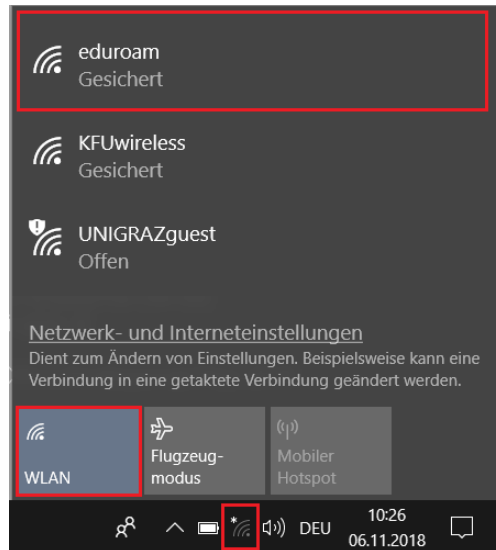 eduroam
Gesichert
KFUwireless
Gesichert
UNIGRAZguest
Offen
Netzwerk- und Interneteinstellungen
Dient zum Ändern von Einstellungen. Beispielsweise kann eine
Verbindung in eine getaktete Verbindung geändert werden.
WLAN
Flugzeug-
modus
Mobiler
Hotspot
DEU
10:26
06.11.2018